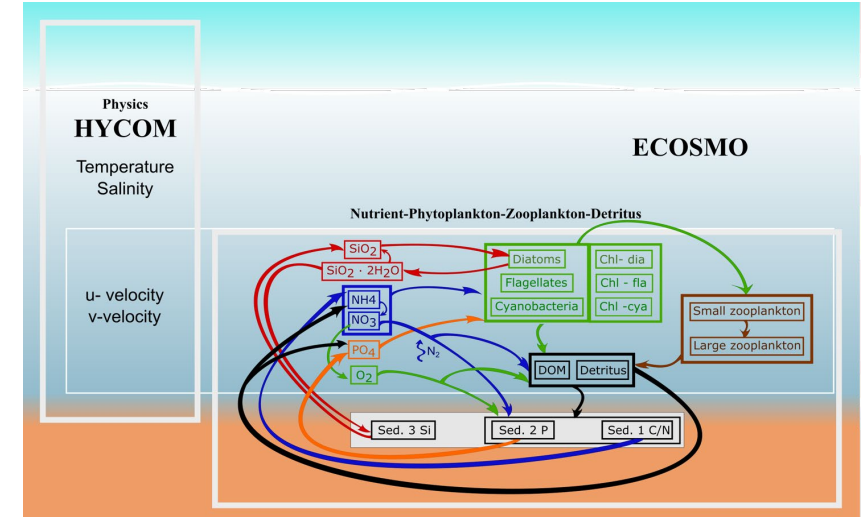 Physics
HYCOM
Temperature
Salinity
u- velocity
v-velocity
ECOSMO
Nutrient-Phytoplankton-Zooplankton-Detritus
SiO₂
SiO₂ · 2H₂O
NH4
NO₃
PO₄
O₂
N₂
Diatoms
Flagellates
Cyanobacteria
Chl- dia
Chl - fla
Chl -cya
Small zooplankton
Large zooplankton
DOM
Detritus
Sed. 3 Si
Sed. 2 P
Sed. 1 C/N